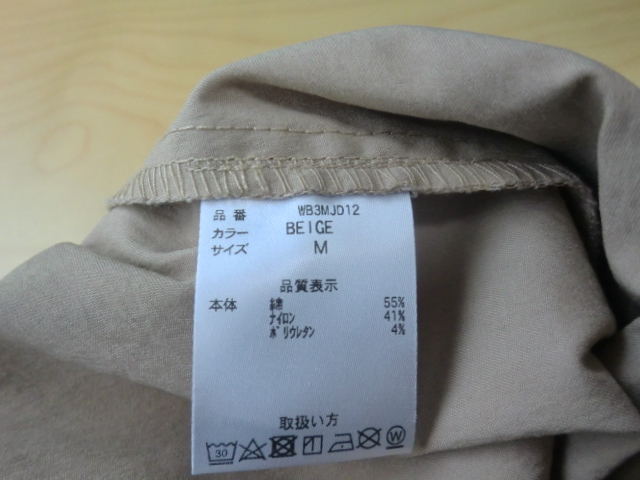 品番 WB3MJD12
カラー BEIGE
サイズ M
品質表示
本体 綿 55%
ナイロン 41%
ポリウレタン 4%
取扱い方
30 W